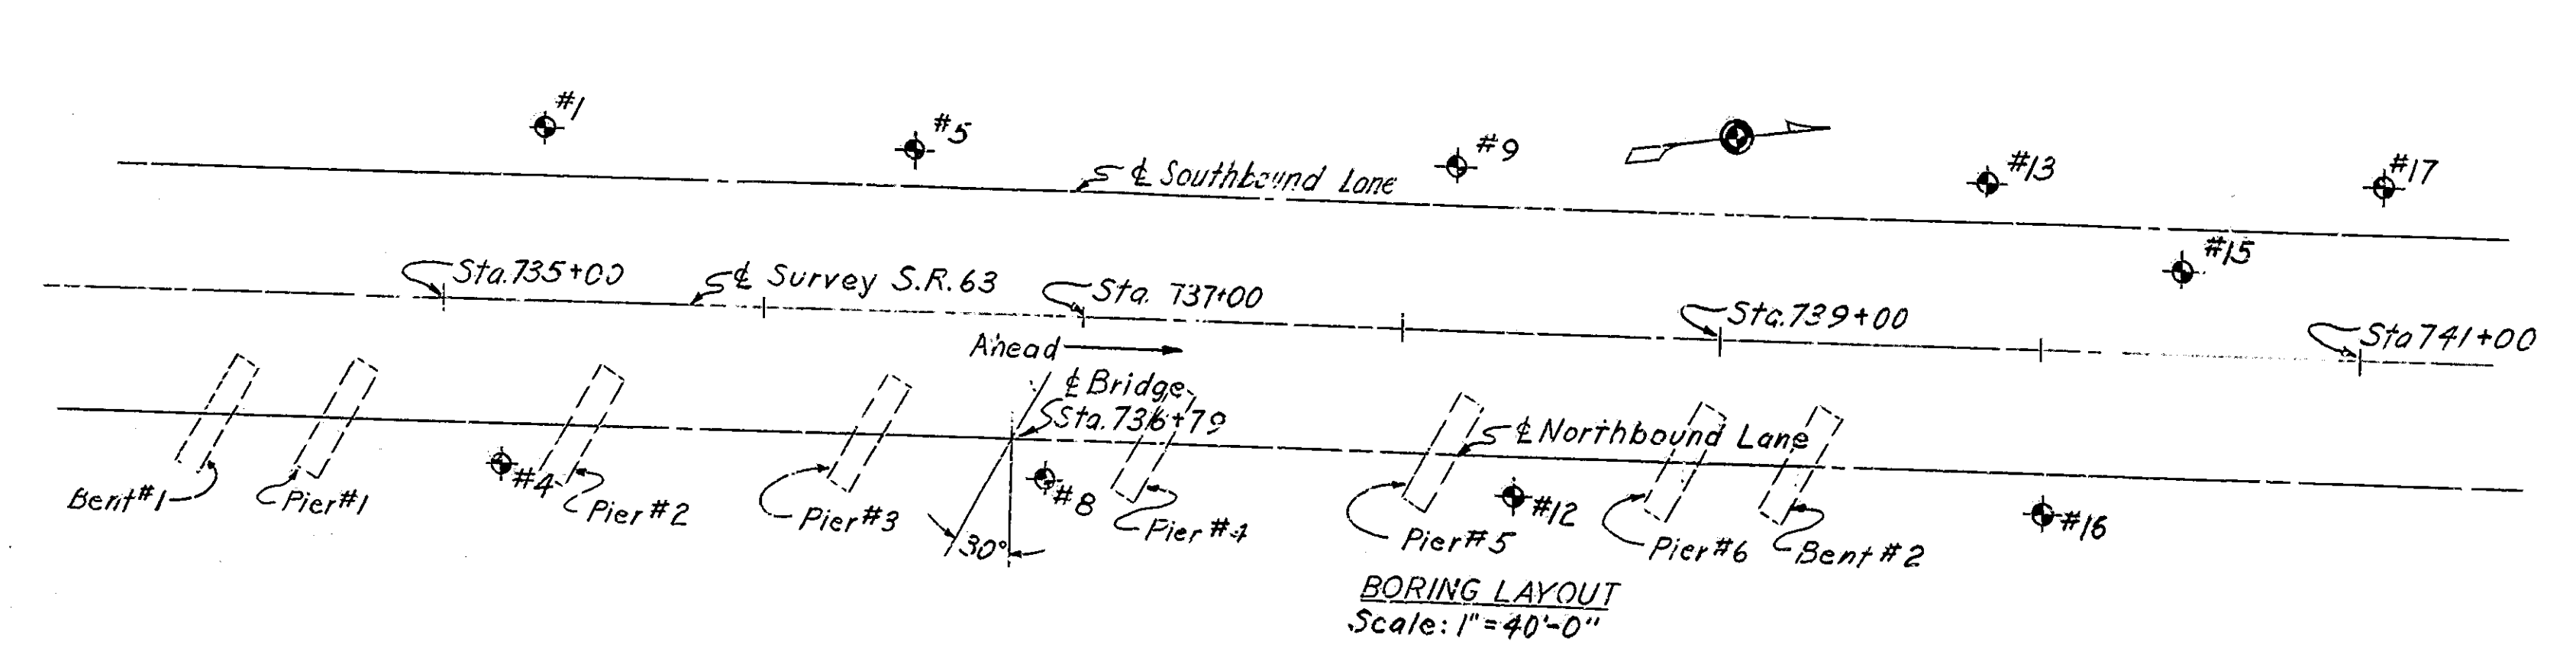 #1
#5
#9
#13
#17
℄ Southbound Lane
#15
Sta. 735+00
℄ Survey S.R. 63
Sta. 737+00
Sta. 739+00
Sta 741+00
Ahead
℄ Bridge
Sta. 736+79
℄ Northbound Lane
Bent #1
Pier #1
#4
Pier #2
Pier #3
30°
#8
Pier #4
Pier #5
#12
Pier #6
Bent #2
#16
BORING LAYOUT
Scale: 1" = 40'-0"